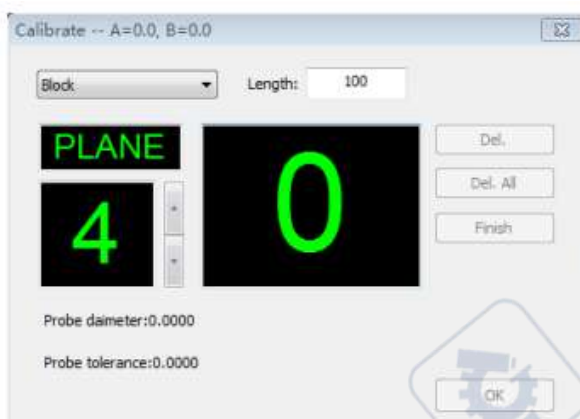 Calibrate -- A=0.0, B=0.0
Block
Length: 100
PLANE
4
0
Del.
Del. All
Finish
Probe daimeter:0.0000
Probe tolerance:0.0000
OK